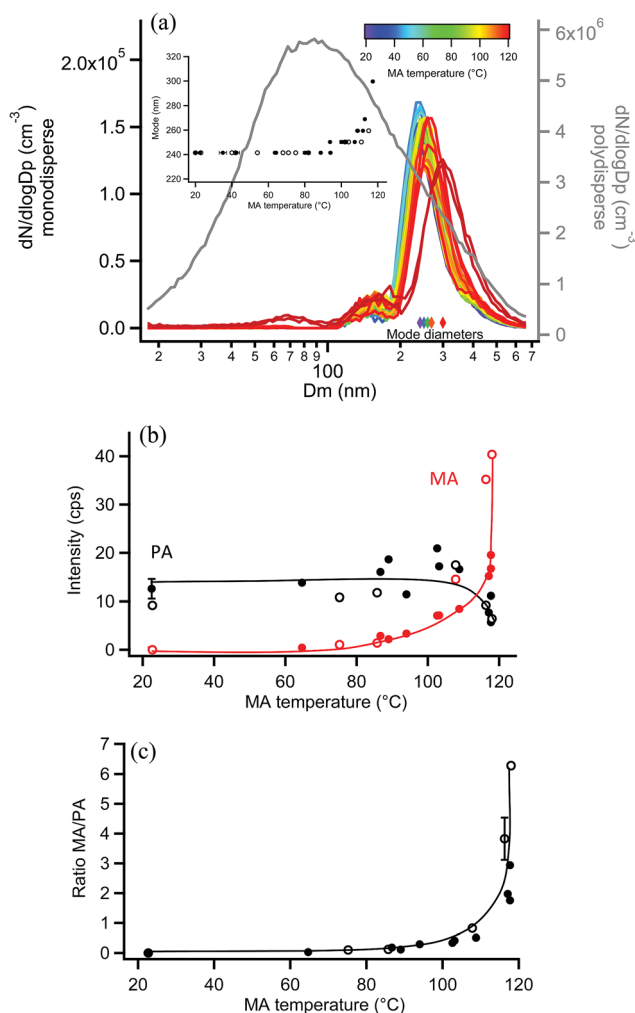 (a)
20 40 60 80 100 120
MA temperature (°C)
dN/dlogDp (cm⁻³)
monodisperse
2.0x10⁵
1.5
1.0
0.5
0.0
Mode (nm)
320
300
280
260
240
220
20 40 60 80 100 120
MA temperature (°C)
6x10⁶
5
4
3
2
1
0
dN/dlogDp (cm⁻³)
polydisperse
Mode diameters
2 3 4 5 6 7 8 9 100 2 3 4 5 6 7
Dm (nm)
(b)
Intensity (cps)
40
30
20
10
0
MA
PA
20 40 60 80 100 120
MA temperature (°C)
(c)
Ratio MA/PA
7
6
5
4
3
2
1
0
20 40 60 80 100 120
MA temperature (°C)